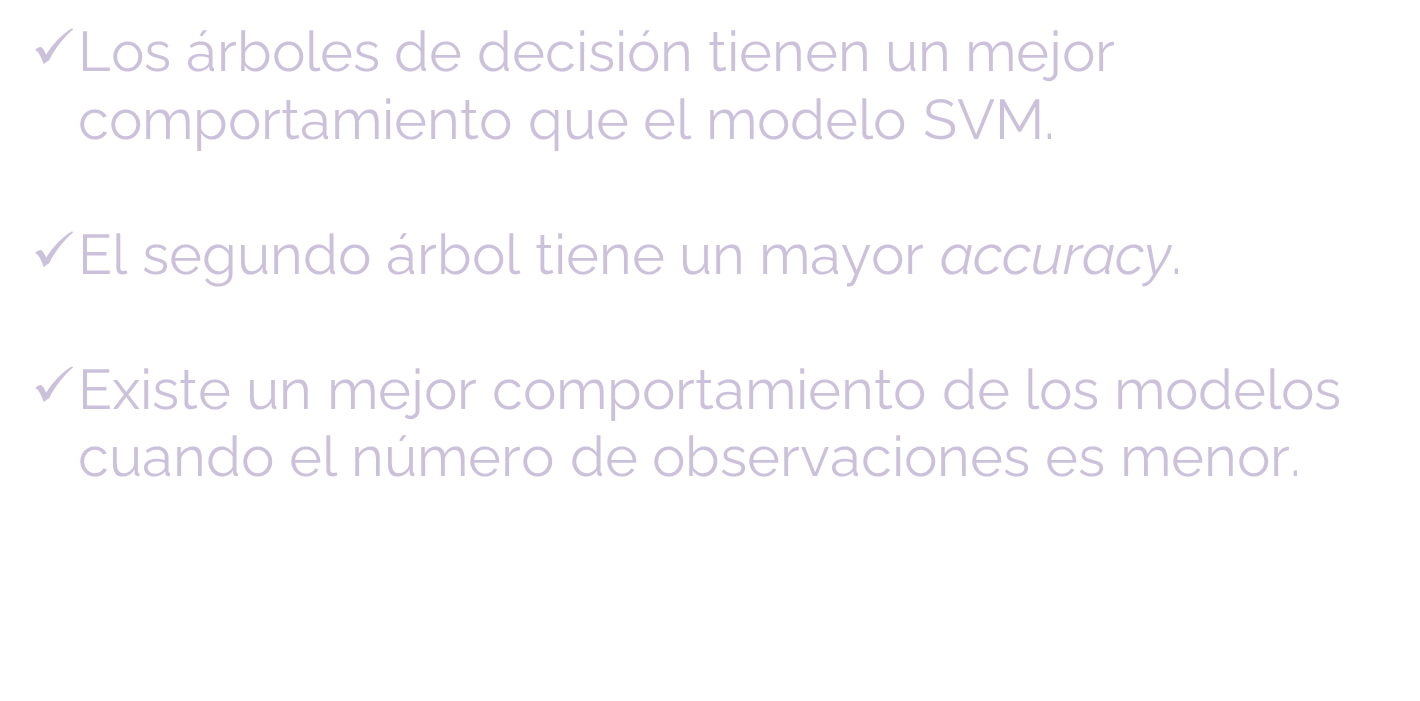 ✓Los árboles de decisión tienen un mejor
comportamiento que el modelo SVM.
✓El segundo árbol tiene un mayor accuracy.
✓Existe un mejor comportamiento de los modelos
cuando el número de observaciones es menor.